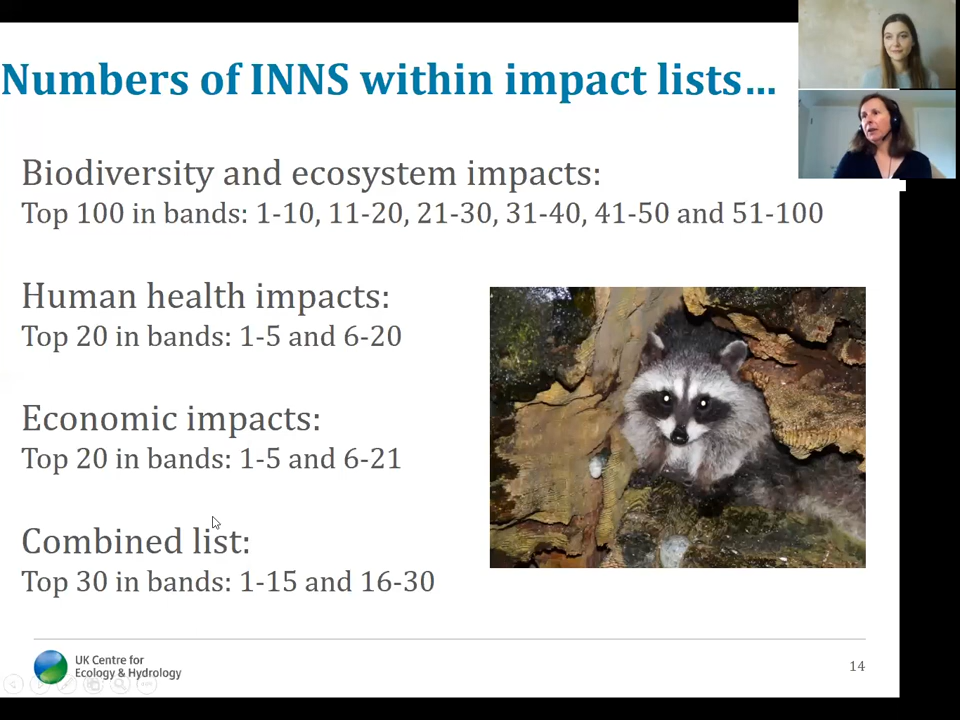 Numbers of INNS within impact lists...
Biodiversity and ecosystem impacts:
Top 100 in bands: 1-10, 11-20, 21-30, 31-40, 41-50 and 51-100
Human health impacts:
Top 20 in bands: 1-5 and 6-20
Economic impacts:
Top 20 in bands: 1-5 and 6-21
Combined list:
Top 30 in bands: 1-15 and 16-30
UK Centre for
Ecology & Hydrology
14